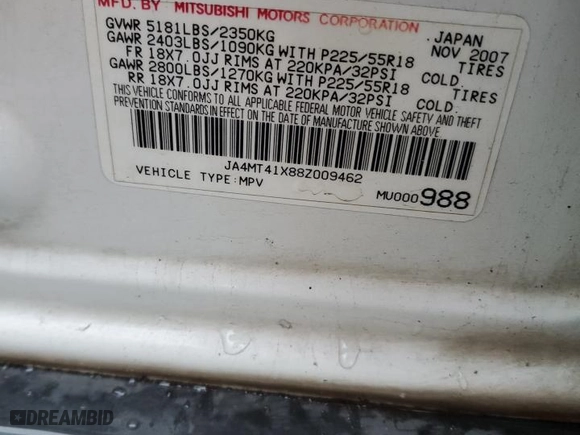 MFD. BY MITSUBISHI MOTORS CORPORATION JAPAN
GVWR 5181LBS/2350KG NOV 2007
GAWR 2403LBS/1090KG WITH P225/55R18 TIRES
FR 18X7.0JJ RIMS AT 220KPA/32PSI COLD.
GAWR 2800LBS/1270KG WITH P225/55R18 TIRES
RR 18X7.0JJ RIMS AT 220KPA/32PSI COLD.
THIS VEHICLE CONFORMS TO ALL APPLICABLE FEDERAL MOTOR VEHICLE SAFETY AND THEFT
PREVENTION STANDARDS IN EFFECT ON THE DATE OF MANUFACTURE SHOWN ABOVE
JA4MT41X88Z009462
VEHICLE TYPE:MPV MU000988
DREAMBID